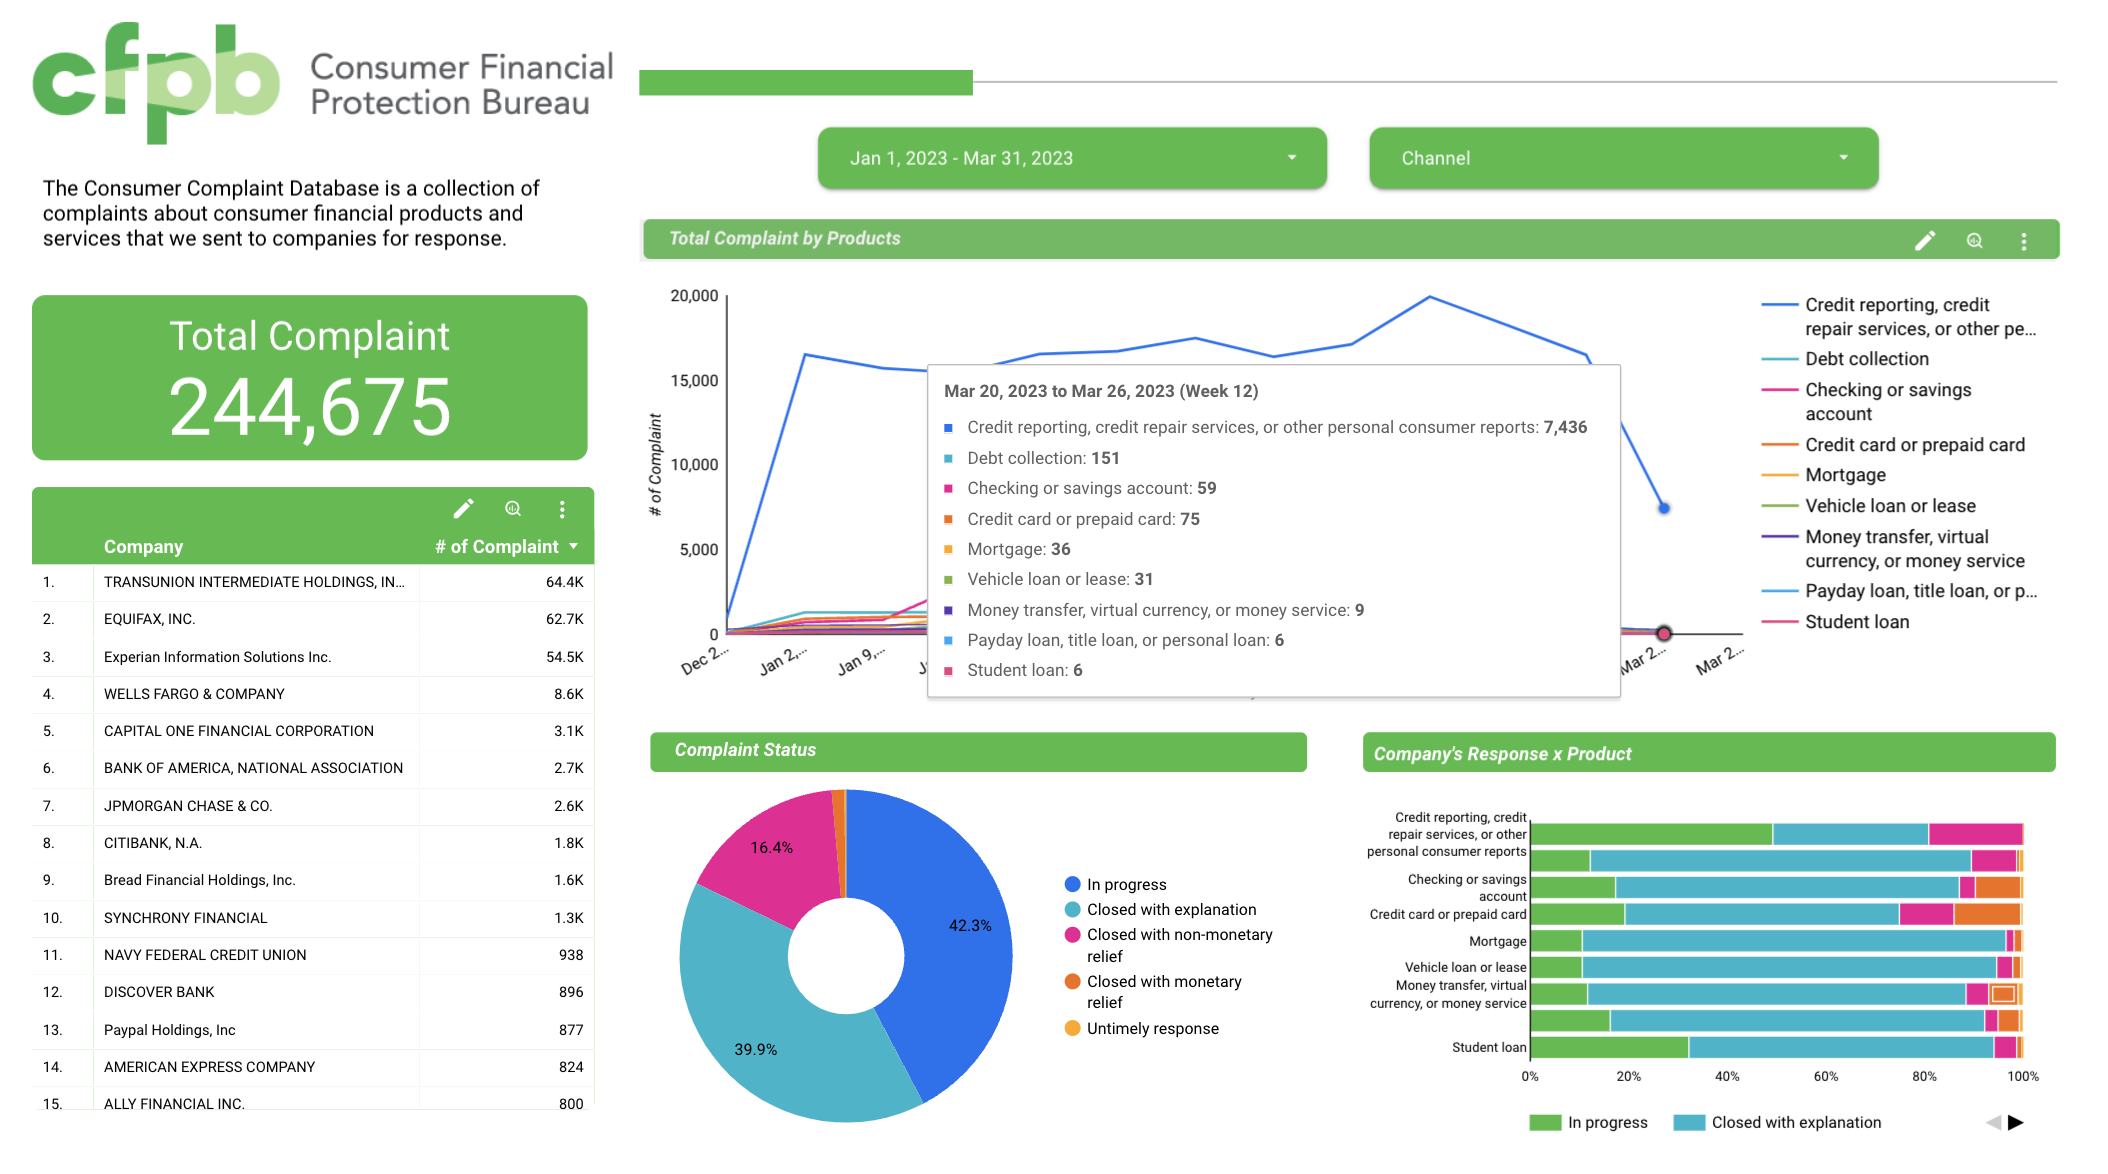 cfpb
Consumer Financial
Protection Bureau
The Consumer Complaint Database is a collection of
complaints about consumer financial products and
services that we sent to companies for response.
Jan 1, 2023 - Mar 31, 2023
Channel
Total Complaint
244,675
Company # of Complaint
1. TRANSUNION INTERMEDIATE HOLDINGS, IN... 64.4K
2. EQUIFAX, INC. 62.7K
3. Experian Information Solutions Inc. 54.5K
4. WELLS FARGO & COMPANY 8.6K
5. CAPITAL ONE FINANCIAL CORPORATION 3.1K
6. BANK OF AMERICA, NATIONAL ASSOCIATION 2.7K
7. JPMORGAN CHASE & CO. 2.6K
8. CITIBANK, N.A. 1.8K
9. Bread Financial Holdings, Inc. 1.6K
10. SYNCHRONY FINANCIAL 1.3K
11. NAVY FEDERAL CREDIT UNION 938
12. DISCOVER BANK 896
13. Paypal Holdings, Inc 877
14. AMERICAN EXPRESS COMPANY 824
15. ALLY FINANCIAL INC. 800
Total Complaint by Products
# of Complaint
20,000
15,000
10,000
5,000
0
Dec 2...
Jan 2,...
Jan 9,...
Mar 2...
Mar 2...
Mar 20, 2023 to Mar 26, 2023 (Week 12)
Credit reporting, credit repair services, or other personal consumer reports: 7,436
Debt collection: 151
Checking or savings account: 59
Credit card or prepaid card: 75
Mortgage: 36
Vehicle loan or lease: 31
Money transfer, virtual currency, or money service: 9
Payday loan, title loan, or personal loan: 6
Student loan: 6
Credit reporting, credit
repair services, or other pe...
Debt collection
Checking or savings
account
Credit card or prepaid card
Mortgage
Vehicle loan or lease
Money transfer, virtual
currency, or money service
Payday loan, title loan, or p...
Student loan
Complaint Status
16.4%
42.3%
39.9%
In progress
Closed with explanation
Closed with non-monetary
relief
Closed with monetary
relief
Untimely response
Company's Response x Product
Credit reporting, credit
repair services, or other
personal consumer reports
Checking or savings
account
Credit card or prepaid card
Mortgage
Vehicle loan or lease
Money transfer, virtual
currency, or money service
Student loan
0% 20% 40% 60% 80% 100%
In progress Closed with explanation